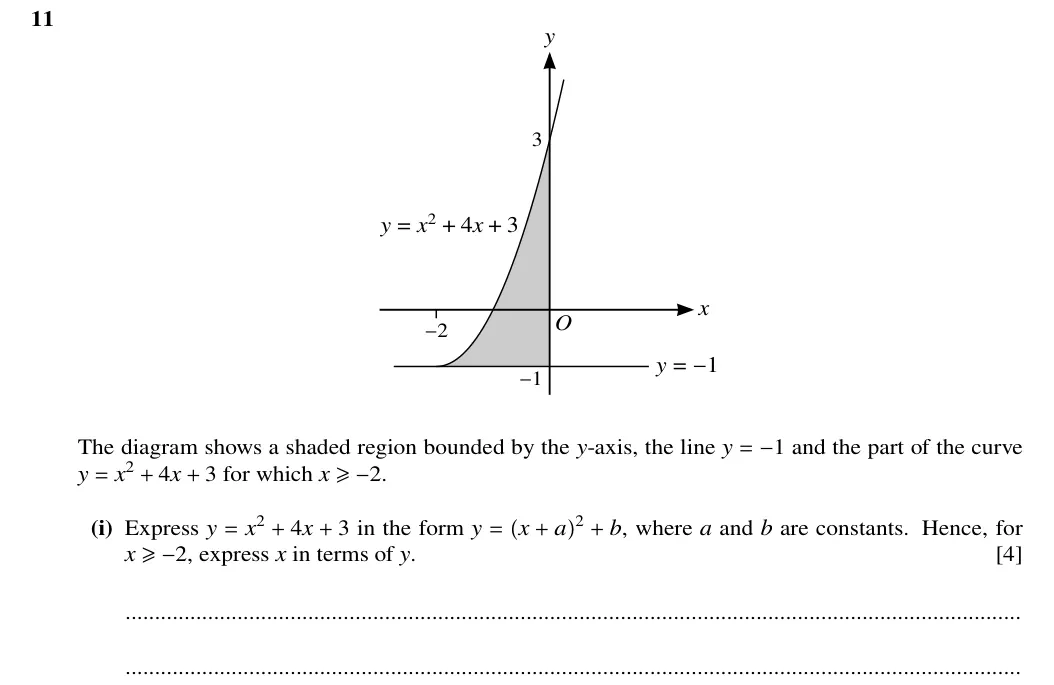 11
y
3
y = x² + 4x + 3
x
−2
O
−1
y = −1
The diagram shows a shaded region bounded by the y-axis, the line y = −1 and the part of the curve
y = x² + 4x + 3 for which x ⩾ −2.
(i) Express y = x² + 4x + 3 in the form y = (x + a)² + b, where a and b are constants. Hence, for
x ⩾ −2, express x in terms of y. [4]
................................................................................
................................................................................